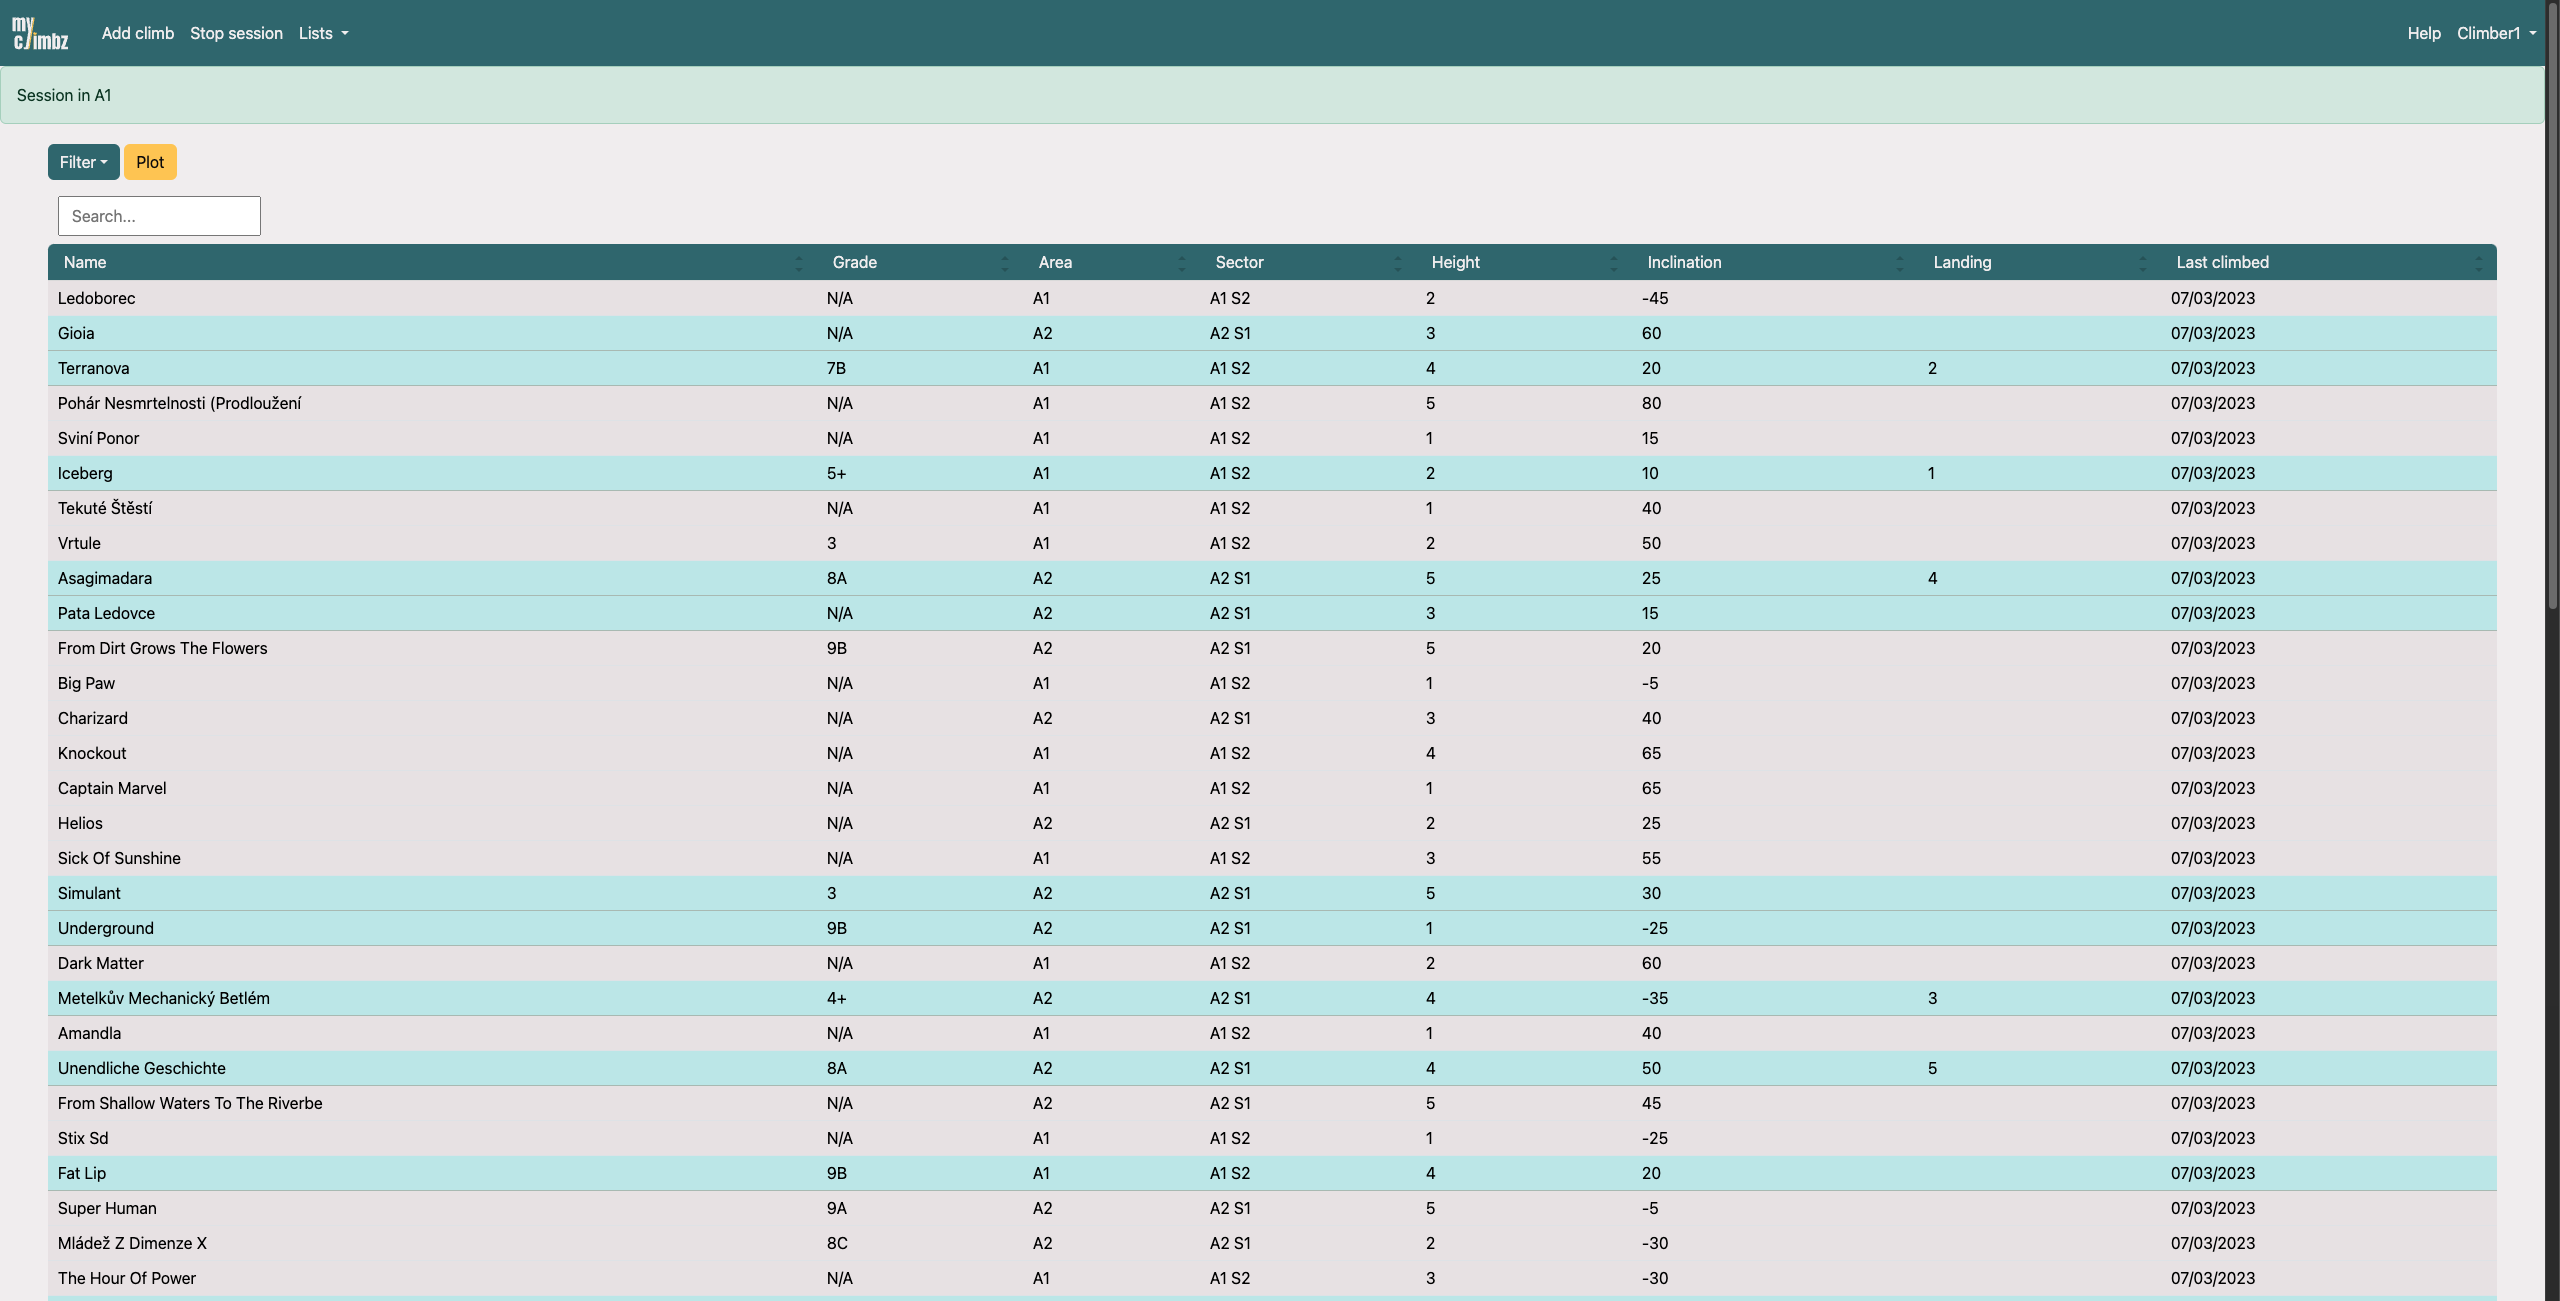 my climbz Add climb Stop session Lists Help Climber1
Session in A1
Filter Plot
Search...
Name Grade Area Sector Height Inclination Landing Last climbed
Ledoborec N/A A1 A1 S2 2 -45 07/03/2023
Gioia N/A A2 A2 S1 3 60 07/03/2023
Terranova 7B A1 A1 S2 4 20 2 07/03/2023
Pohár Nesmrtelnosti (Prodloužení N/A A1 A1 S2 5 80 07/03/2023
Sviní Ponor N/A A1 A1 S2 1 15 07/03/2023
Iceberg 5+ A1 A1 S2 2 10 1 07/03/2023
Tekuté Štěstí N/A A1 A1 S2 1 40 07/03/2023
Vrtule 3 A1 A1 S2 2 50 07/03/2023
Asagimadara 8A A2 A2 S1 5 25 4 07/03/2023
Pata Ledovce N/A A2 A2 S1 3 15 07/03/2023
From Dirt Grows The Flowers 9B A2 A2 S1 5 20 07/03/2023
Big Paw N/A A1 A1 S2 1 -5 07/03/2023
Charizard N/A A2 A2 S1 3 40 07/03/2023
Knockout N/A A1 A1 S2 4 65 07/03/2023
Captain Marvel N/A A1 A1 S2 1 65 07/03/2023
Helios N/A A2 A2 S1 2 25 07/03/2023
Sick Of Sunshine N/A A1 A1 S2 3 55 07/03/2023
Simulant 3 A2 A2 S1 5 30 07/03/2023
Underground 9B A2 A2 S1 1 -25 07/03/2023
Dark Matter N/A A1 A1 S2 2 60 07/03/2023
Metelkův Mechanický Betlém 4+ A2 A2 S1 4 -35 3 07/03/2023
Amandla N/A A1 A1 S2 1 40 07/03/2023
Unendliche Geschichte 8A A2 A2 S1 4 50 5 07/03/2023
From Shallow Waters To The Riverbe N/A A2 A2 S1 5 45 07/03/2023
Stix Sd N/A A1 A1 S2 1 -25 07/03/2023
Fat Lip 9B A1 A1 S2 4 20 07/03/2023
Super Human 9A A2 A2 S1 5 -5 07/03/2023
Mládež Z Dimenze X 8C A2 A2 S1 2 -30 07/03/2023
The Hour Of Power N/A A1 A1 S2 3 -30 07/03/2023